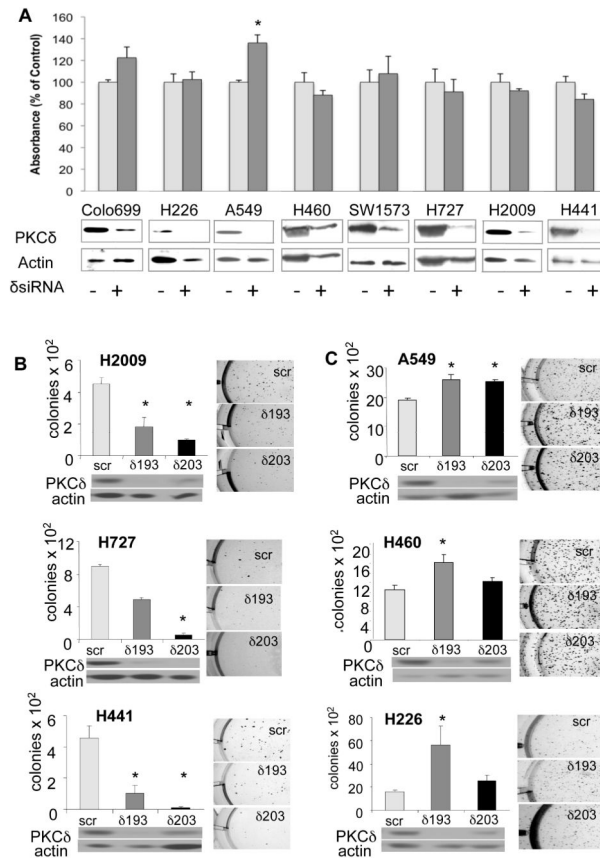 A
*
Absorbance (% of Control)
160
140
120
100
80
60
40
20
0
Colo699 H226 A549 H460 SW1573 H727 H2009 H441
PKCδ
Actin
δsiRNA - + - + - + - + - + - + - + - +
B
H2009
colonies x 10²
6
4
2
0
* *
scr δ193 δ203
PKCδ
actin
scr
δ193
δ203
H727
colonies x 10²
12
8
4
0
*
scr δ193 δ203
PKCδ
actin
scr
δ193
δ203
H441
colonies x 10²
6
4
2
0
* *
scr δ193 δ203
PKCδ
actin
scr
δ193
δ203
C
A549
colonies x 10²
30
20
10
0
* *
scr δ193 δ203
PKCδ
actin
scr
δ193
δ203
H460
.colonies x 10²
20
16
12
8
4
0
*
scr δ193 δ203
PKCδ
actin
scr
δ193
δ203
H226
colonies x 10²
80
60
40
20
0
*
scr δ193 δ203
PKCδ
actin
scr
δ193
δ203